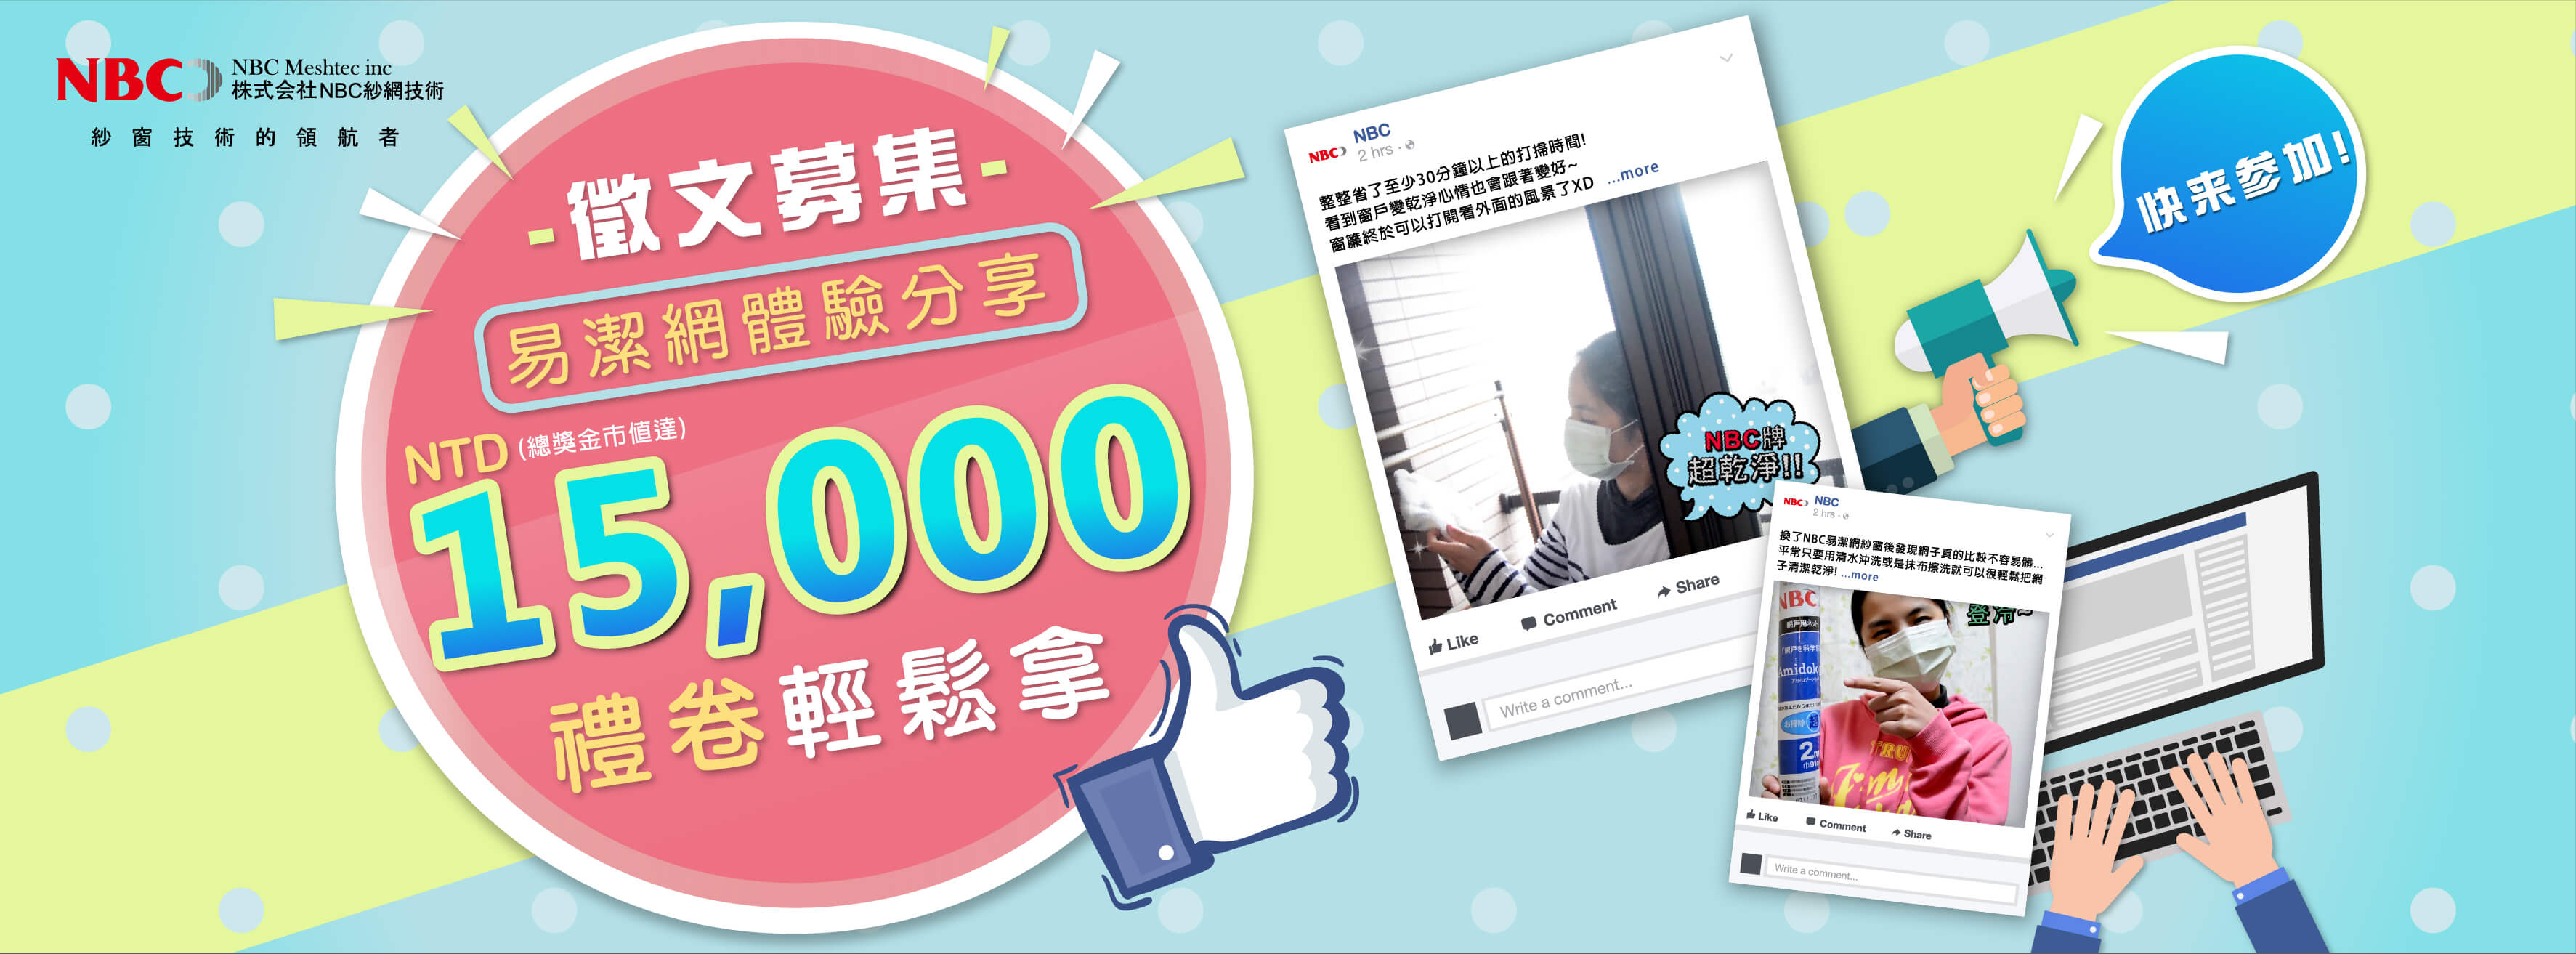 NBC
NBC Meshtec inc
株式会社NBC紗網技術
紗窗技術的領航者
-徵文募集-
易潔網體驗分享
NTD (總獎金市值達)
15,000
禮卷輕鬆拿
NBC NBC
2 hrs ·
整整省了至少30分鐘以上的打掃時間!
看到窗戶變乾淨心情也會跟著變好~
窗簾終於可以打開看外面的風景了XD ...more
NBC牌
超乾淨!!
Like Comment Share
Write a comment...
快来参加!
NBC NBC
2 hrs ·
換了NBC易潔網紗窗後發現網子真的比較不容易髒...
平常只要用清水沖洗或是抹布擦洗就可以很輕鬆把網
子清潔乾淨! ...more
NBC
2
Like Comment Share
Write a comment...